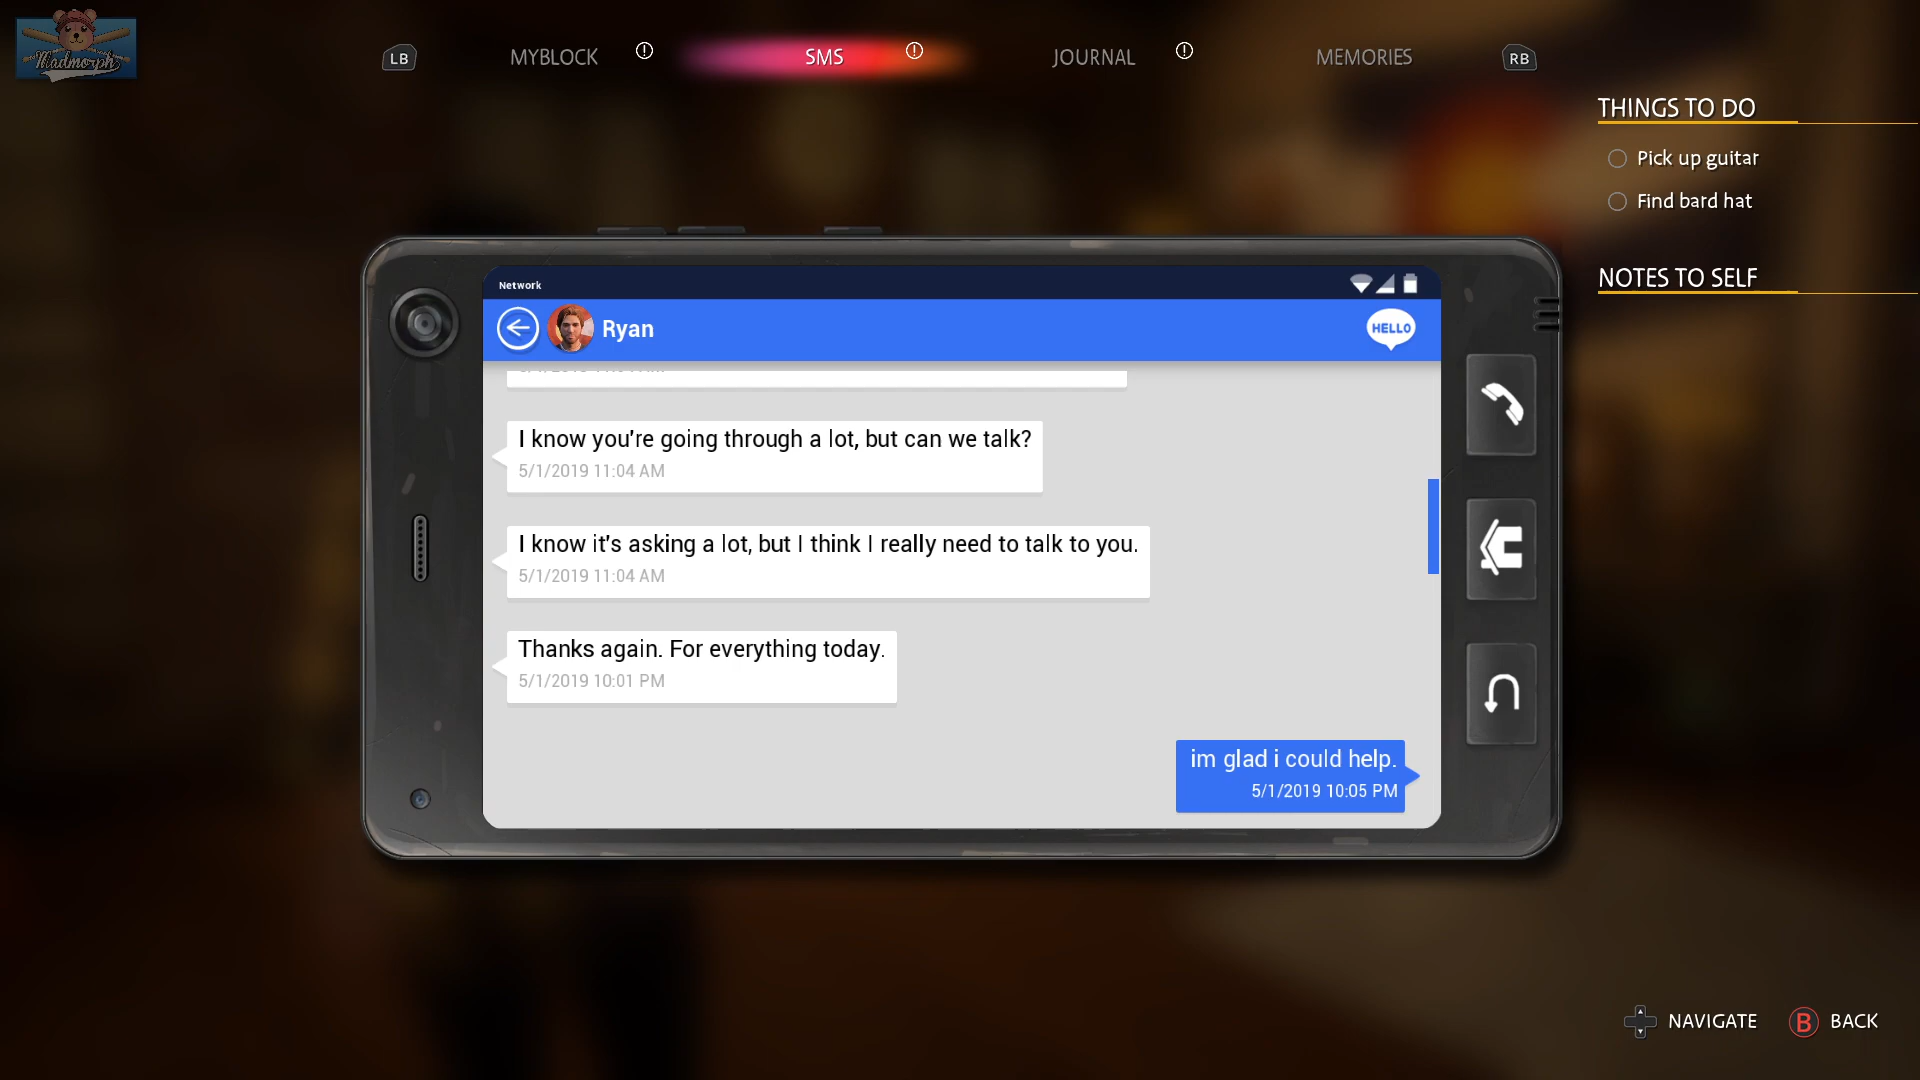 Madmorph
LB
MYBLOCK
SMS
JOURNAL
MEMORIES
RB
THINGS TO DO
Pick up guitar
Find bard hat
NOTES TO SELF
Network
Ryan
HELLO
I know you're going through a lot, but can we talk?
5/1/2019 11:04 AM
I know it's asking a lot, but I think I really need to talk to you.
5/1/2019 11:04 AM
Thanks again. For everything today.
5/1/2019 10:01 PM
im glad i could help.
5/1/2019 10:05 PM
NAVIGATE
B BACK